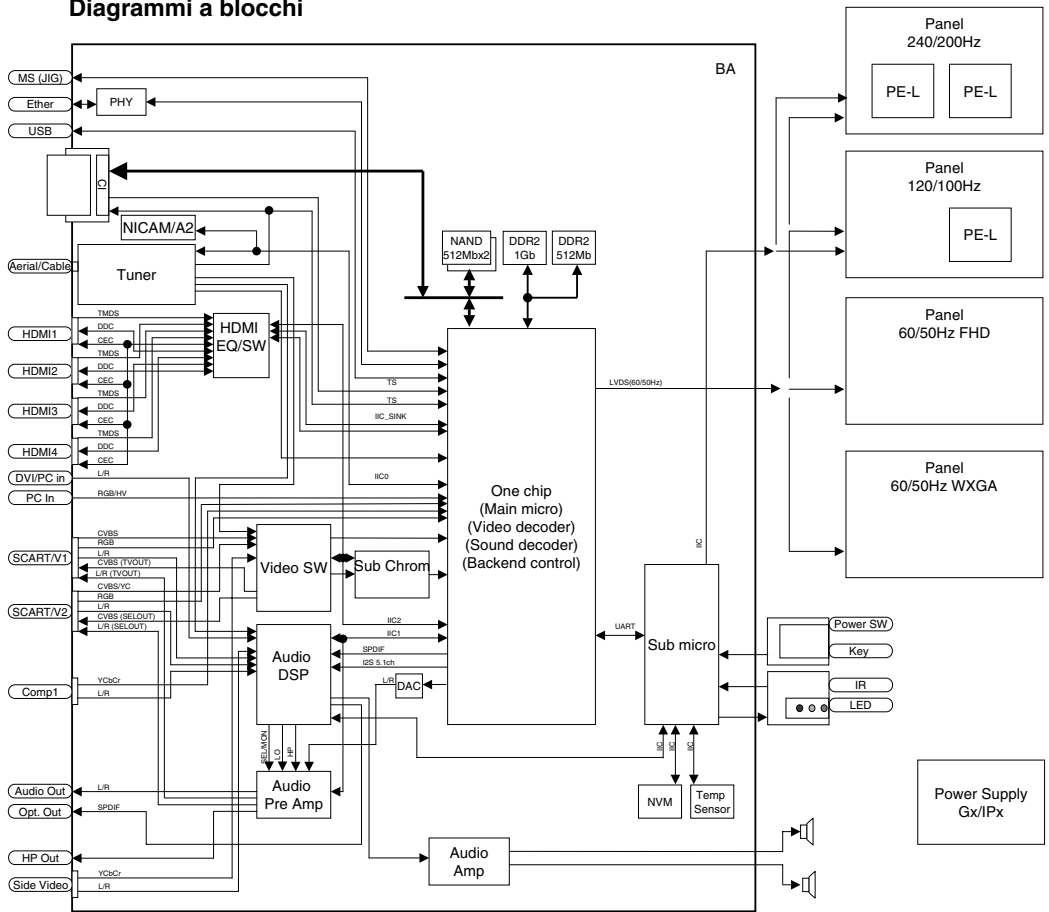 Diagrammi a blocchi
BA
MS (JIG)
Ether
PHY
USB
CI
NICAM/A2
Aerial/Cable
Tuner
NAND
512Mbx2
DDR2
1Gb
DDR2
512Mb
HDMI1
HDMI2
HDMI3
HDMI4
TMDS
DDC
CEC
TMDS
DDC
CEC
TMDS
DDC
CEC
TMDS
DDC
CEC
HDMI
EQ/SW
TS
TS
IIC_SINK
IIC0
DVI/PC in
L/R
PC In
RGB/HV
SCART/V1
CVBS
RGB
L/R
CVBS (TVOUT)
L/R (TVOUT)
SCART/V2
CVBS/YC
RGB
L/R
CVBS (SELOUT)
L/R (SELOUT)
Video SW
Sub Chrom
IIC2
IIC1
SPDIF
I2S 5.1ch
L/R
DAC
Audio
DSP
Comp1
YCbCr
L/R
SEL/MON
LO
HP
Audio
Pre Amp
Audio Out
L/R
Opt. Out
SPDIF
HP Out
Side Video
YCbCr
L/R
Audio
Amp
One chip
(Main micro)
(Video decoder)
(Sound decoder)
(Backend control)
LVDS(60/50Hz)
IIC
UART
Sub micro
IIC
IIC
IIC
NVM
Temp
Sensor
Panel
240/200Hz
PE-L
PE-L
Panel
120/100Hz
PE-L
Panel
60/50Hz FHD
Panel
60/50Hz WXGA
Power SW
Key
IR
LED
Power Supply
Gx/IPx